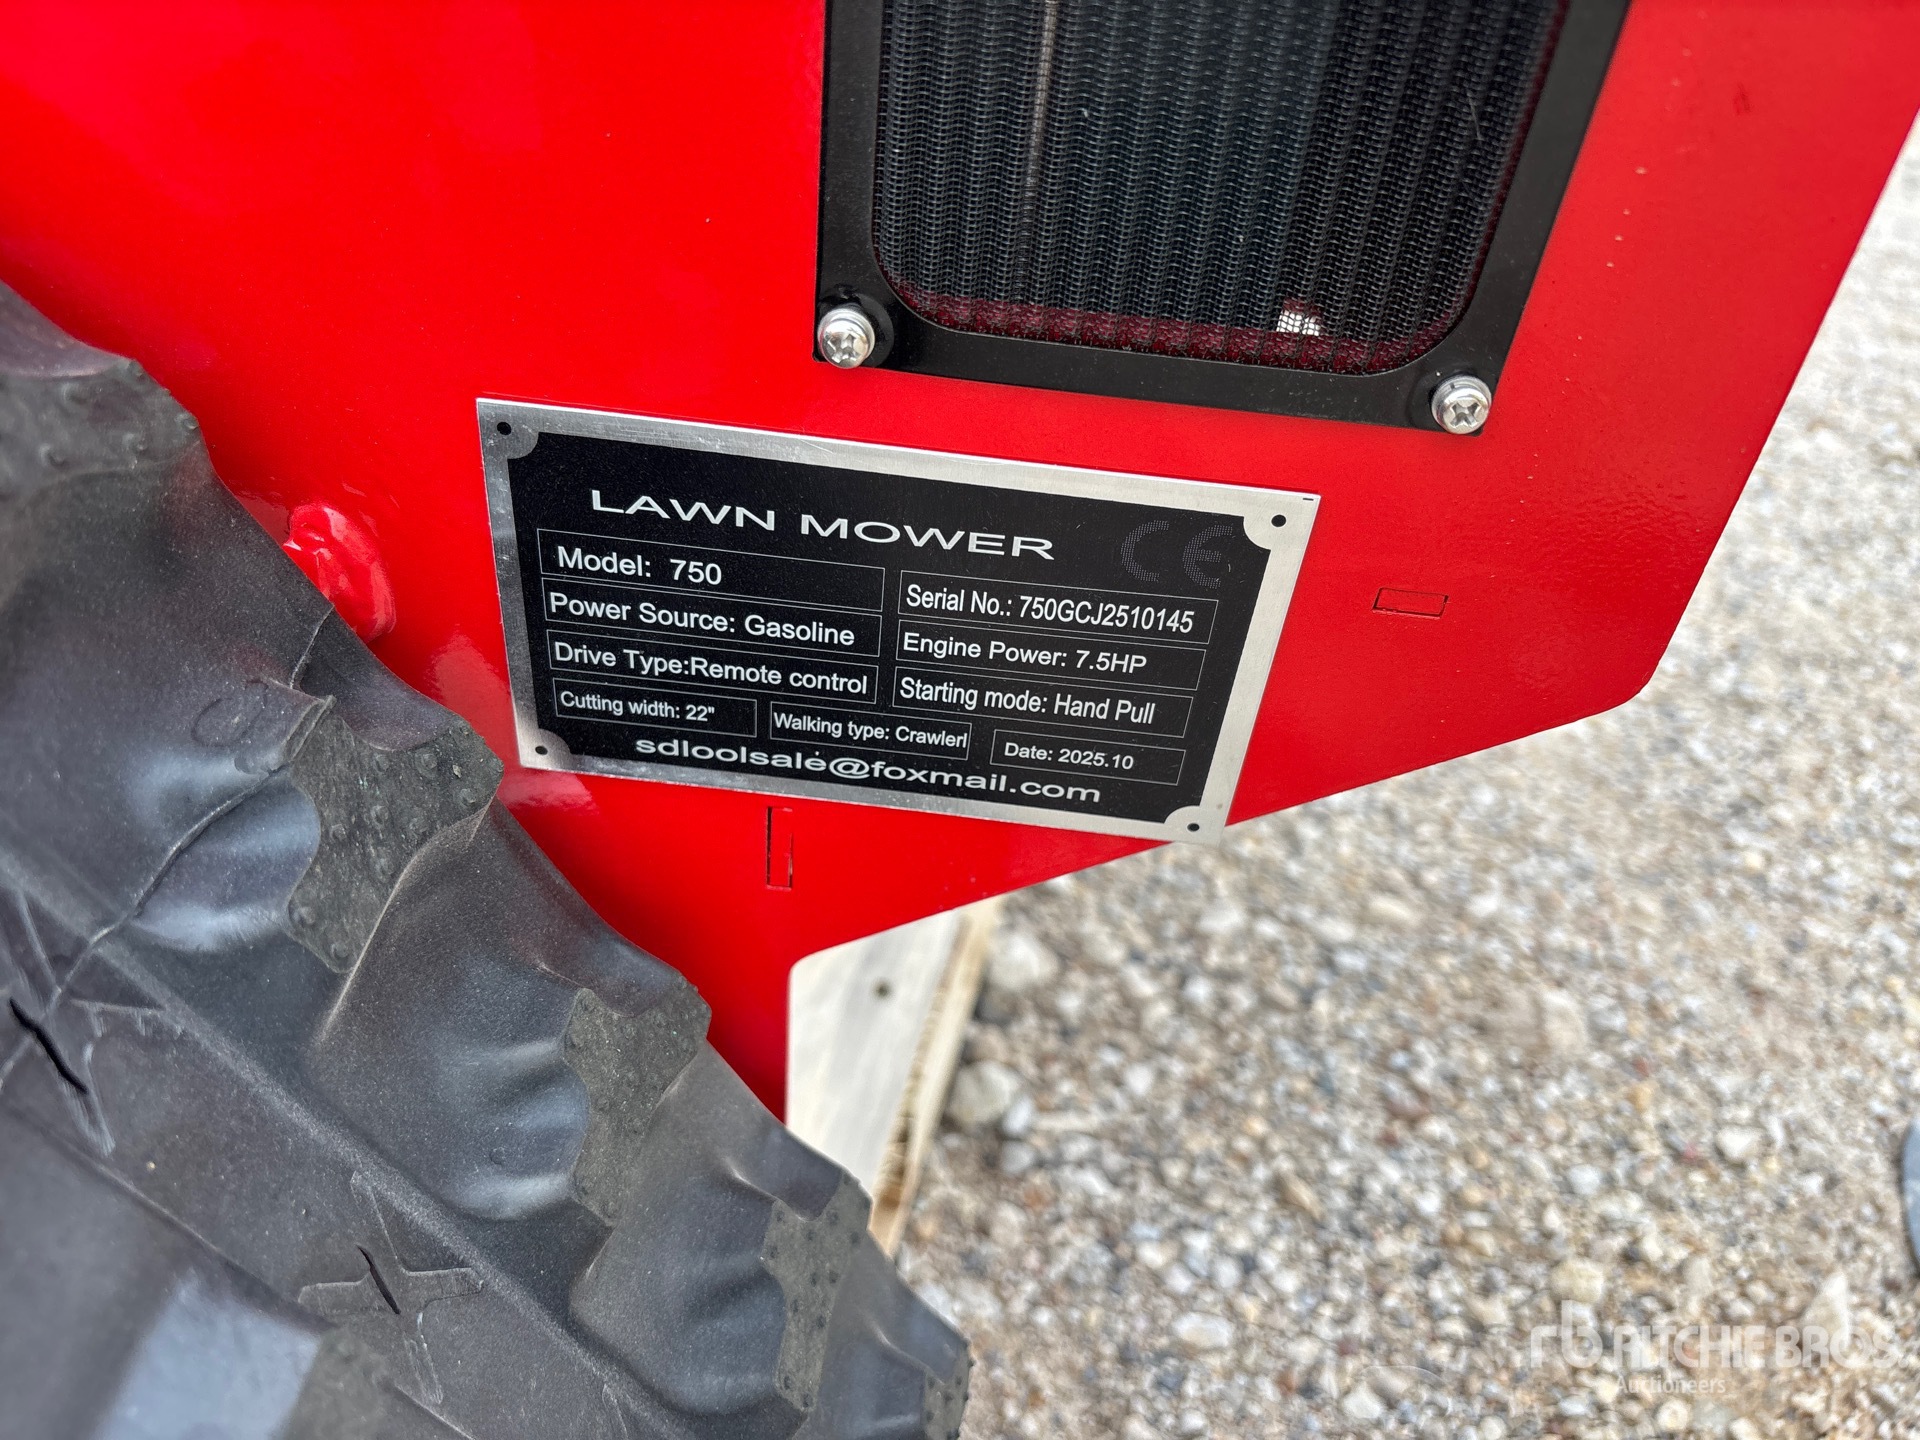 LAWN MOWER CE
Model: 750
Serial No.: 750GCJ2510145
Power Source: Gasoline
Engine Power: 7.5HP
Drive Type:Remote control
Starting mode: Hand Pull
Cutting width: 22"
Walking type: Crawlerl
Date: 2025.10
sdloolsale@foxmail.com
rb RITCHIE BROS
Auctioneers